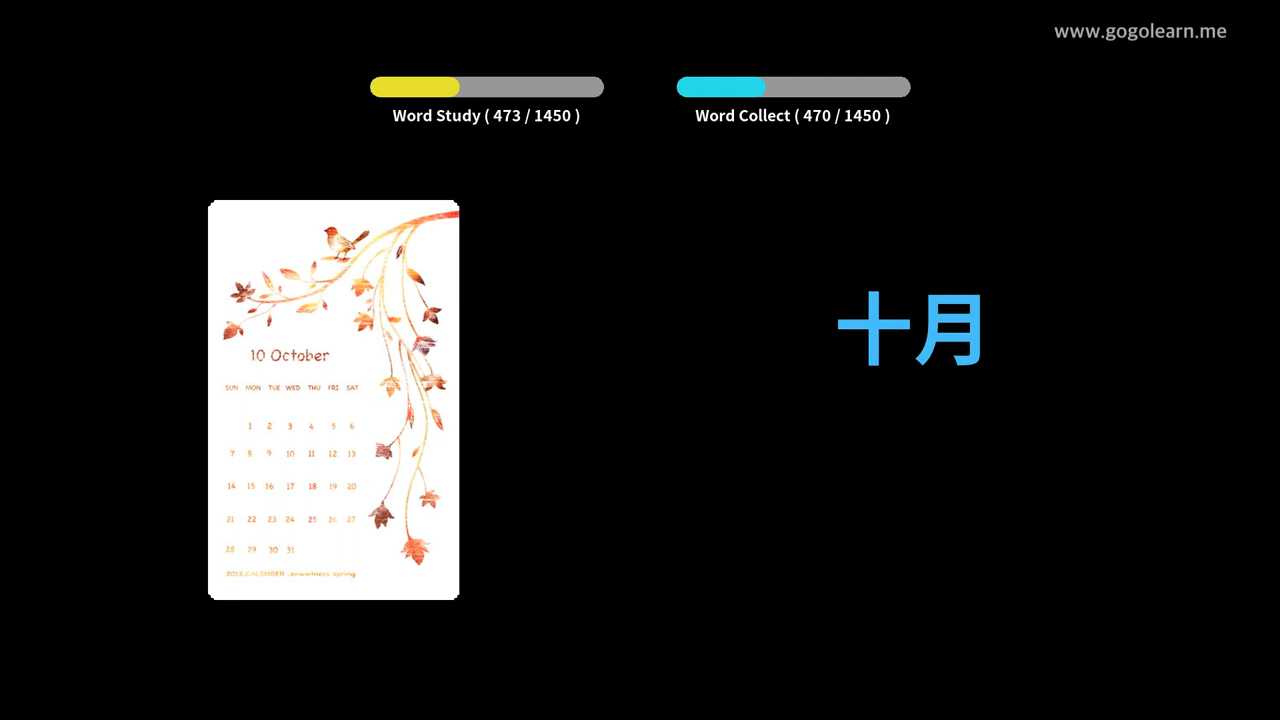 www.gogolearn.me
Word Study ( 473 / 1450 )
Word Collect ( 470 / 1450 )
10 October
SUN MON TUE WED THU FRI SAT
1 2 3 4 5 6
7 8 9 10 11 12 13
14 15 16 17 18 19 20
21 22 23 24 25 26 27
28 29 30 31
2012.CALENDER
spring
十月